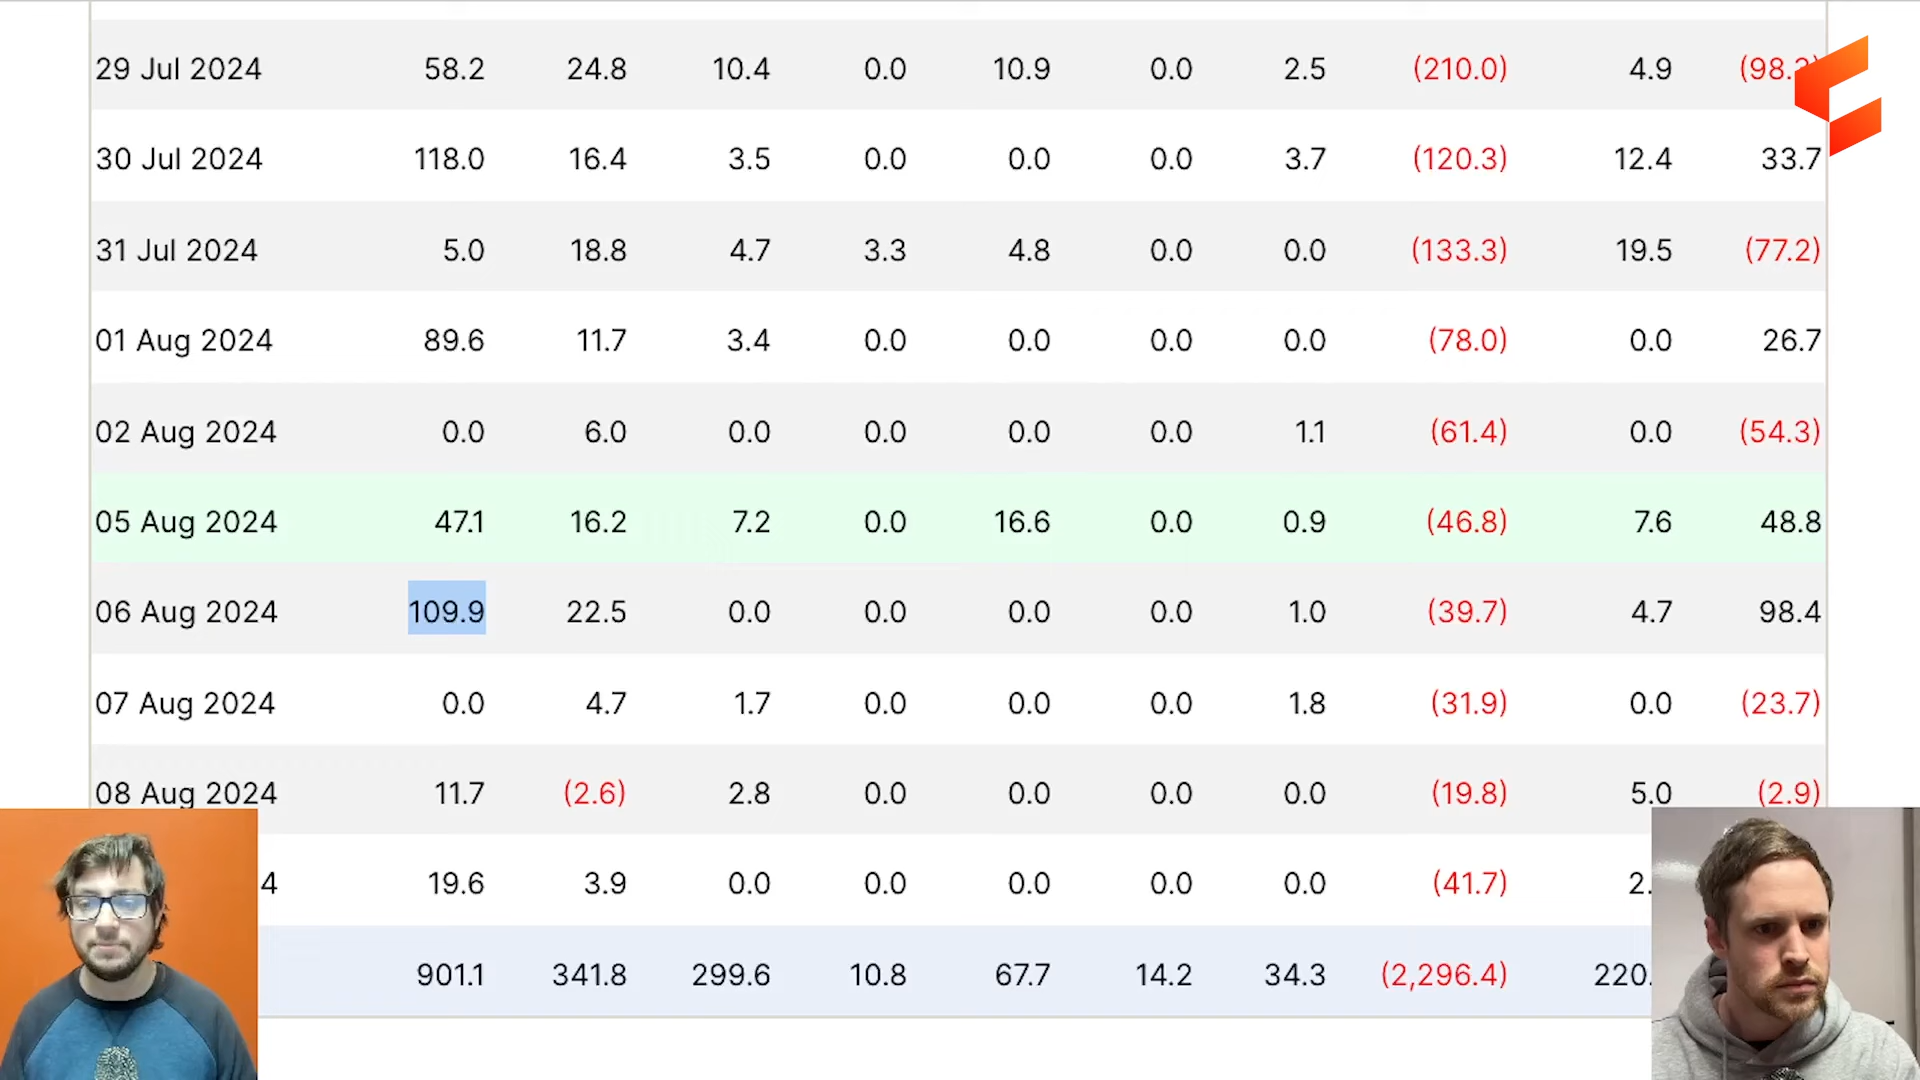 29 Jul 2024 58.2 24.8 10.4 0.0 10.9 0.0 2.5 (210.0) 4.9
30 Jul 2024 118.0 16.4 3.5 0.0 0.0 0.0 3.7 (120.3) 12.4 33.7
31 Jul 2024 5.0 18.8 4.7 3.3 4.8 0.0 0.0 (133.3) 19.5 (77.2)
01 Aug 2024 89.6 11.7 3.4 0.0 0.0 0.0 0.0 (78.0) 0.0 26.7
02 Aug 2024 0.0 6.0 0.0 0.0 0.0 0.0 1.1 (61.4) 0.0 (54.3)
05 Aug 2024 47.1 16.2 7.2 0.0 16.6 0.0 0.9 (46.8) 7.6 48.8
06 Aug 2024 109.9 22.5 0.0 0.0 0.0 0.0 1.0 (39.7) 4.7 98.4
07 Aug 2024 0.0 4.7 1.7 0.0 0.0 0.0 1.8 (31.9) 0.0 (23.7)
08 Aug 2024 11.7 (2.6) 2.8 0.0 0.0 0.0 0.0 (19.8) 5.0 (2.9)
4 19.6 3.9 0.0 0.0 0.0 0.0 0.0 (41.7) 2.
901.1 341.8 299.6 10.8 67.7 14.2 34.3 (2,296.4) 220.